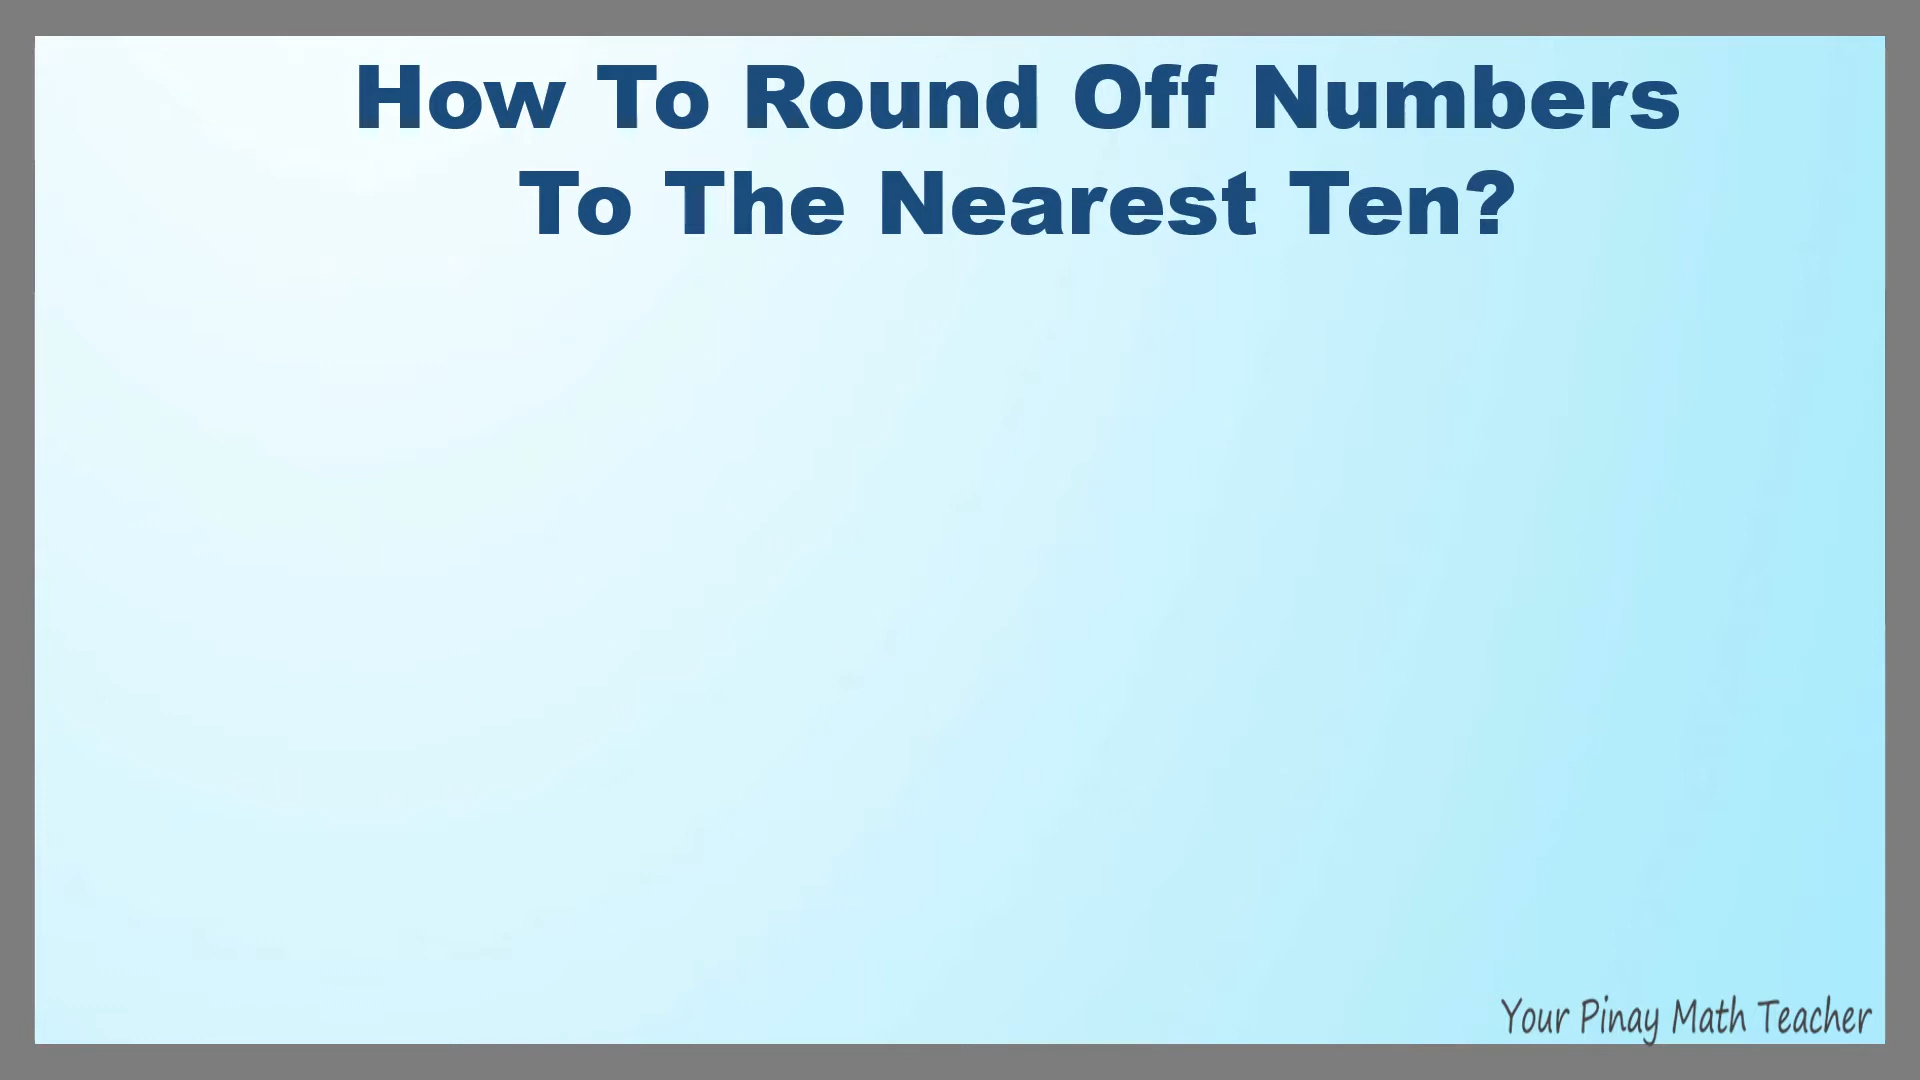 How To Round Off Numbers
To The Nearest Ten?
Your Pinay Math Teacher